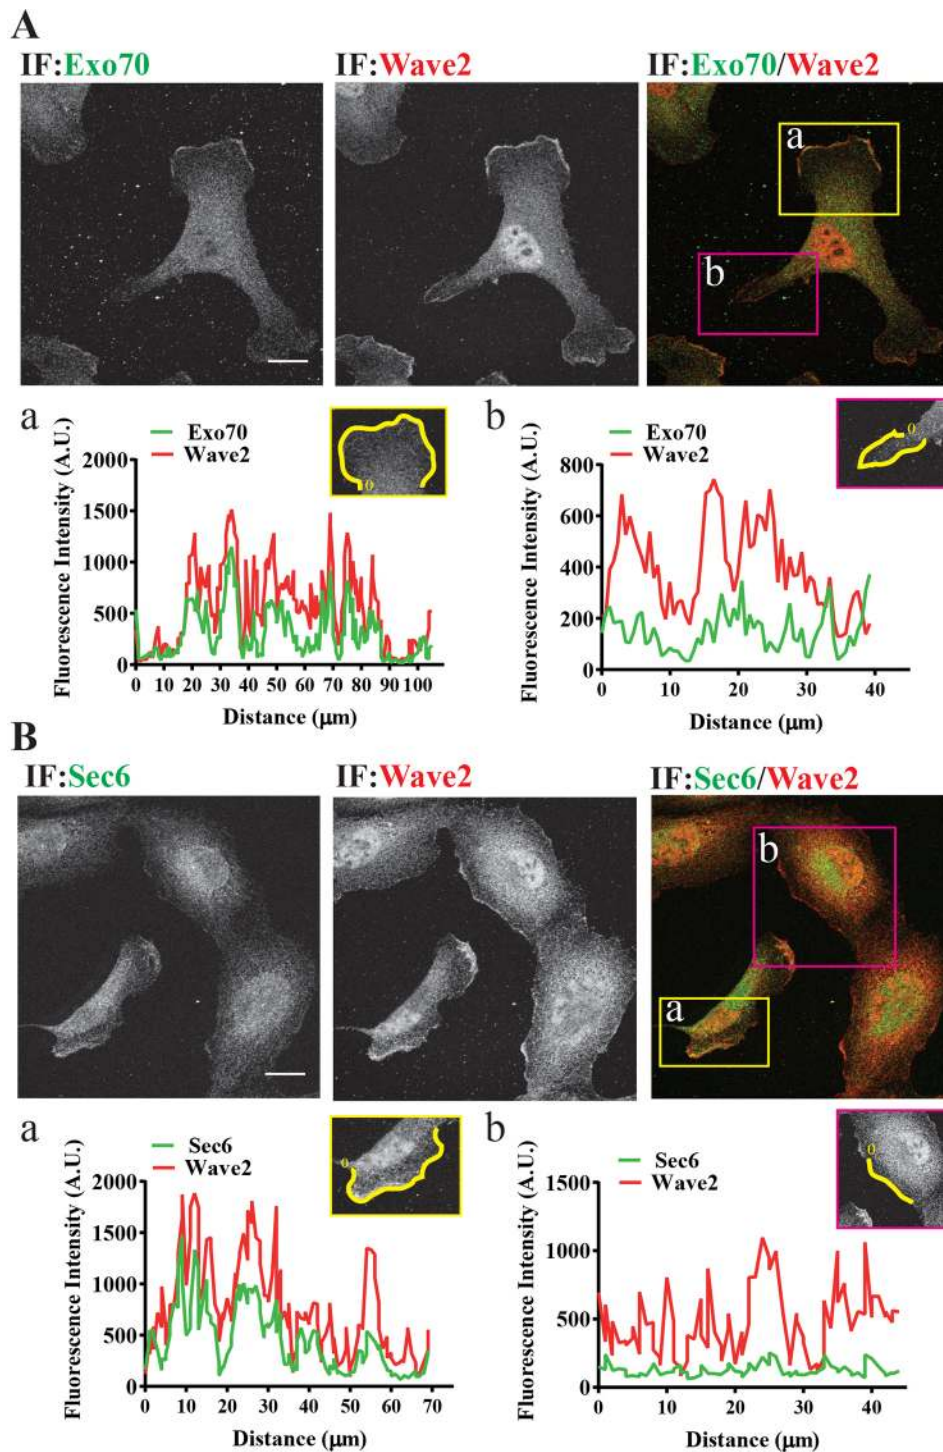 A
IF:Exo70
IF:Wave2
IF:Exo70/Wave2
a
b
a
Exo70
Wave2
Fluorescence Intensity (A.U.)
2000
1500
1000
500
0
0 10 20 30 40 50 60 70 80 90 100
Distance (μm)
0
b
Exo70
Wave2
Fluorescence Intensity (A.U.)
800
600
400
200
0
0 10 20 30 40
Distance (μm)
0
B
IF:Sec6
IF:Wave2
IF:Sec6/Wave2
b
a
a
Sec6
Wave2
Fluorescence Intensity (A.U.)
2000
1500
1000
500
0
0 10 20 30 40 50 60 70
Distance (μm)
0
b
Sec6
Wave2
Fluorescence Intensity (A.U.)
1500
1000
500
0
0 10 20 30 40
Distance (μm)
0